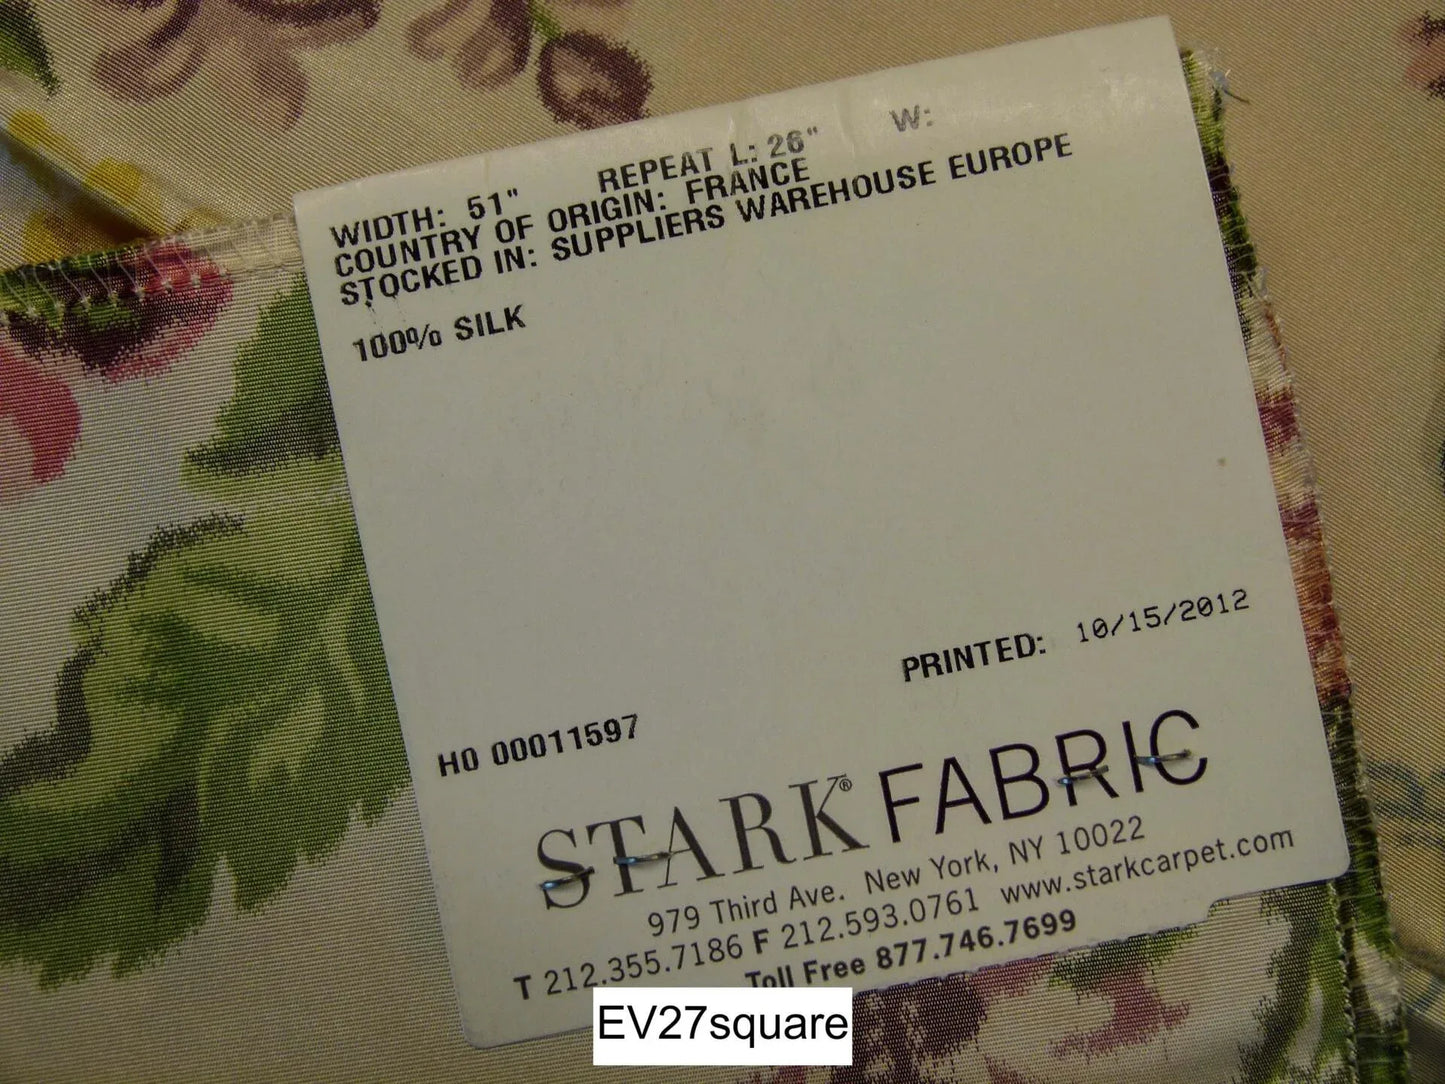 WIDTH: 51" REPEAT L: 26" W:
COUNTRY OF ORIGIN: FRANCE
STOCKED IN: SUPPLIERS WAREHOUSE EUROPE
100% SILK
PRINTED: 10/15/2012
H0 00011597
STARK® FABRIC
979 Third Ave. New York, NY 10022
T 212.355.7186 F 212.593.0761 www.starkcarpet.com
Toll Free 877.746.7699
EV27square